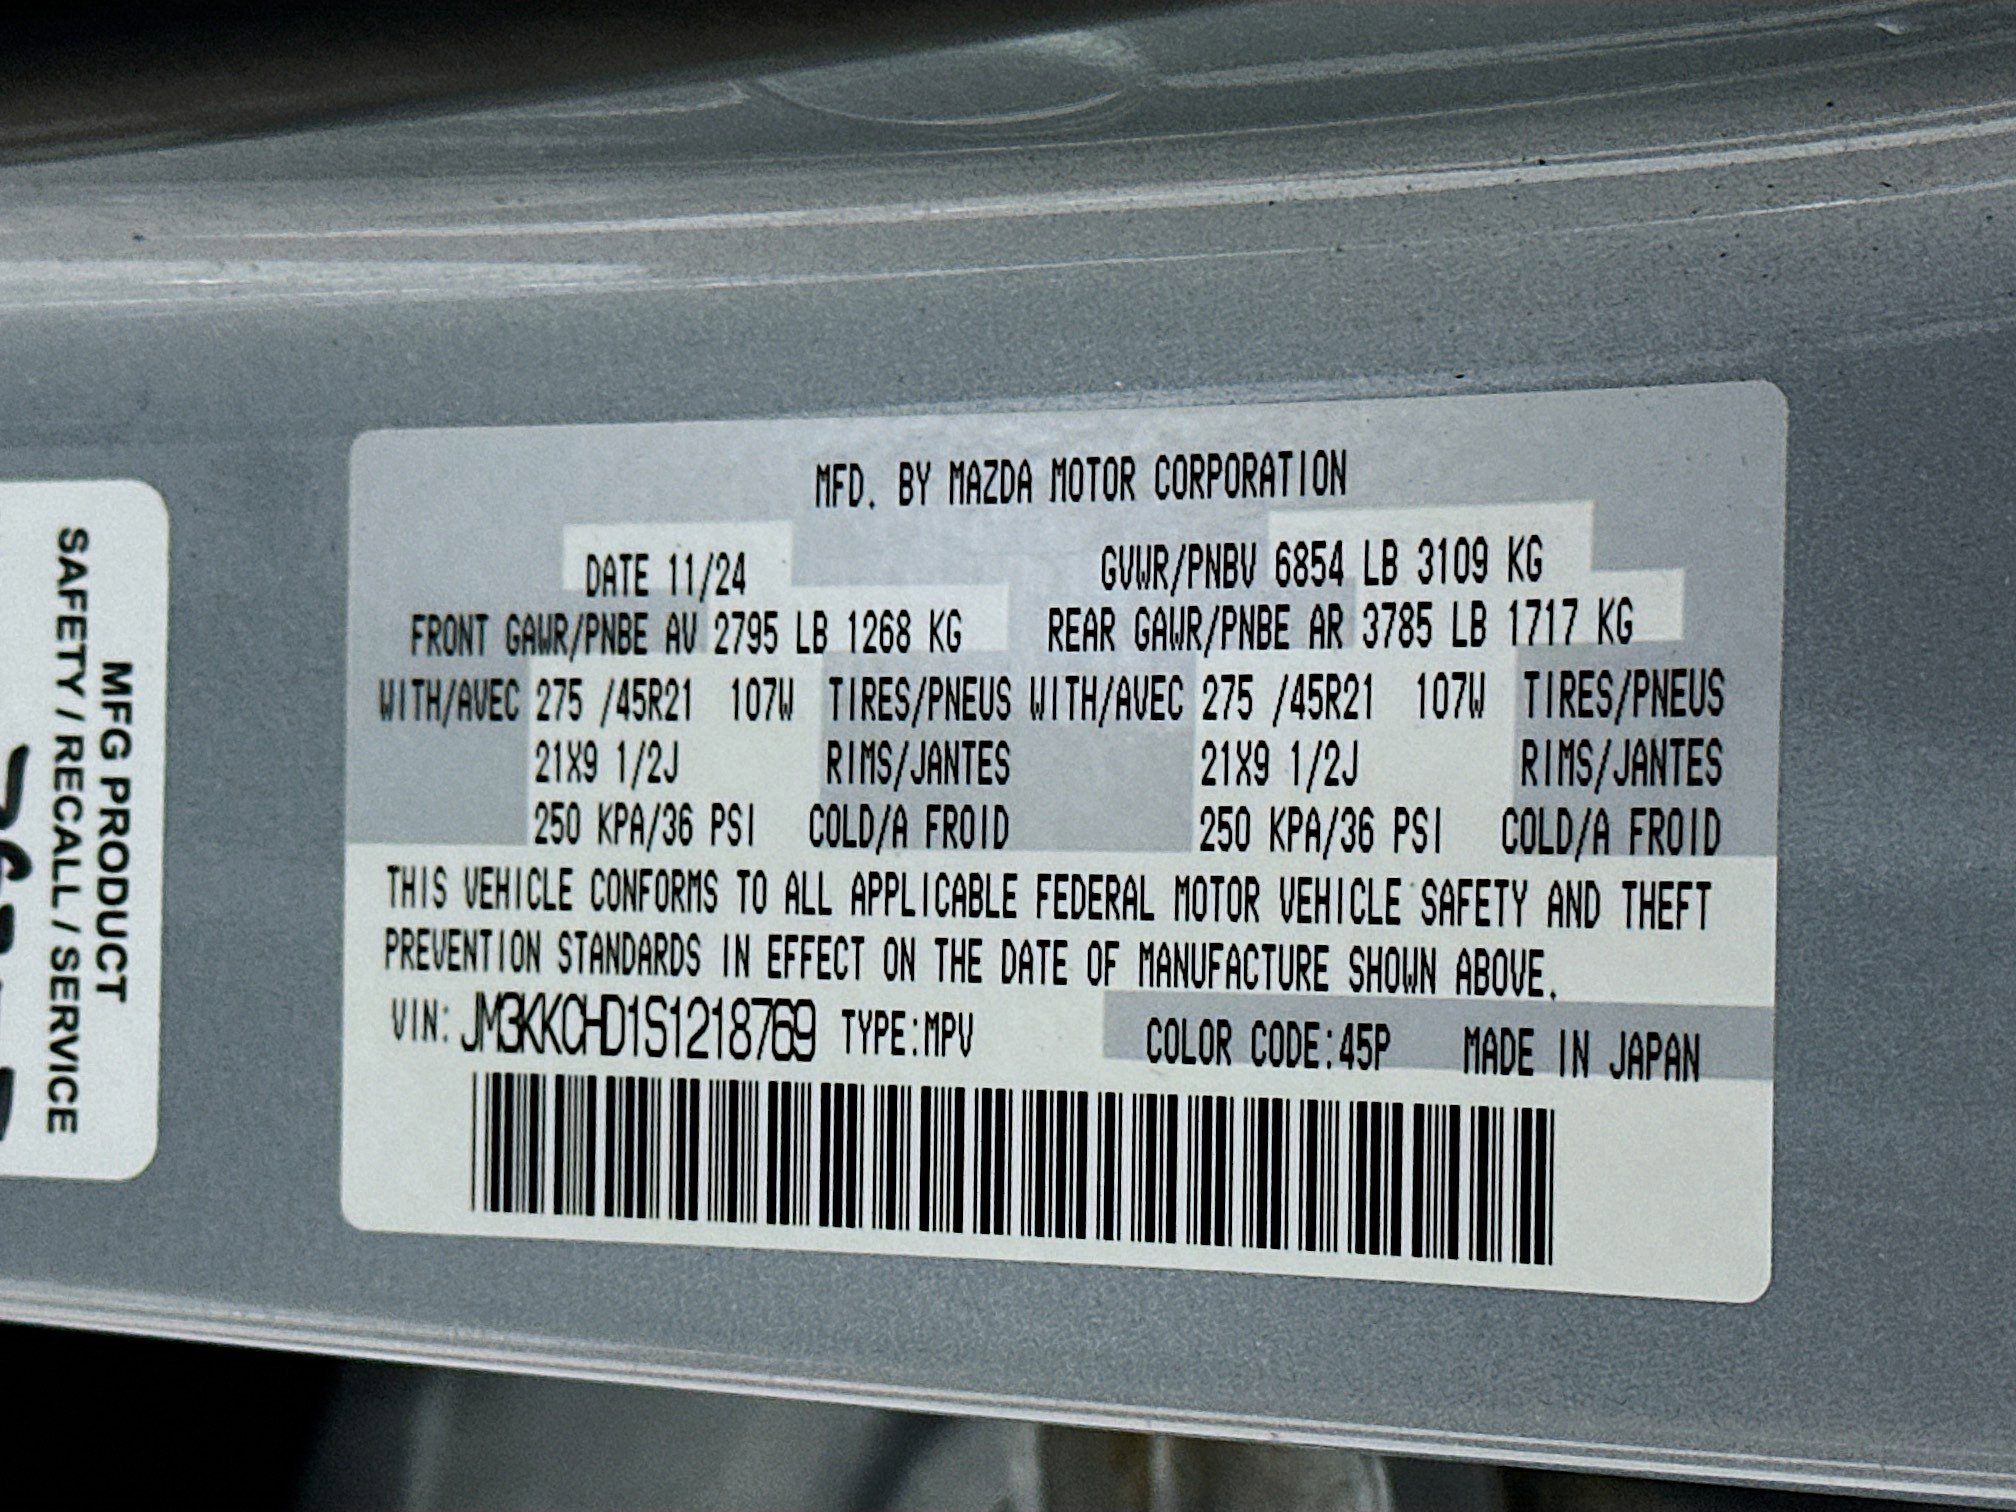 MFG PRODUCT
SAFETY / RECALL / SERVICE
MFD. BY MAZDA MOTOR CORPORATION
DATE 11/24 GVWR/PNBV 6854 LB 3109 KG
FRONT GAWR/PNBE AV 2795 LB 1268 KG REAR GAWR/PNBE AR 3785 LB 1717 KG
WITH/AVEC 275 /45R21 107W TIRES/PNEUS WITH/AVEC 275 /45R21 107W TIRES/PNEUS
21X9 1/2J RIMS/JANTES 21X9 1/2J RIMS/JANTES
250 KPA/36 PSI COLD/A FROID 250 KPA/36 PSI COLD/A FROID
THIS VEHICLE CONFORMS TO ALL APPLICABLE FEDERAL MOTOR VEHICLE SAFETY AND THEFT
PREVENTION STANDARDS IN EFFECT ON THE DATE OF MANUFACTURE SHOWN ABOVE.
VIN: JM3KKCHD1S1218769 TYPE:MPV COLOR CODE:45P MADE IN JAPAN